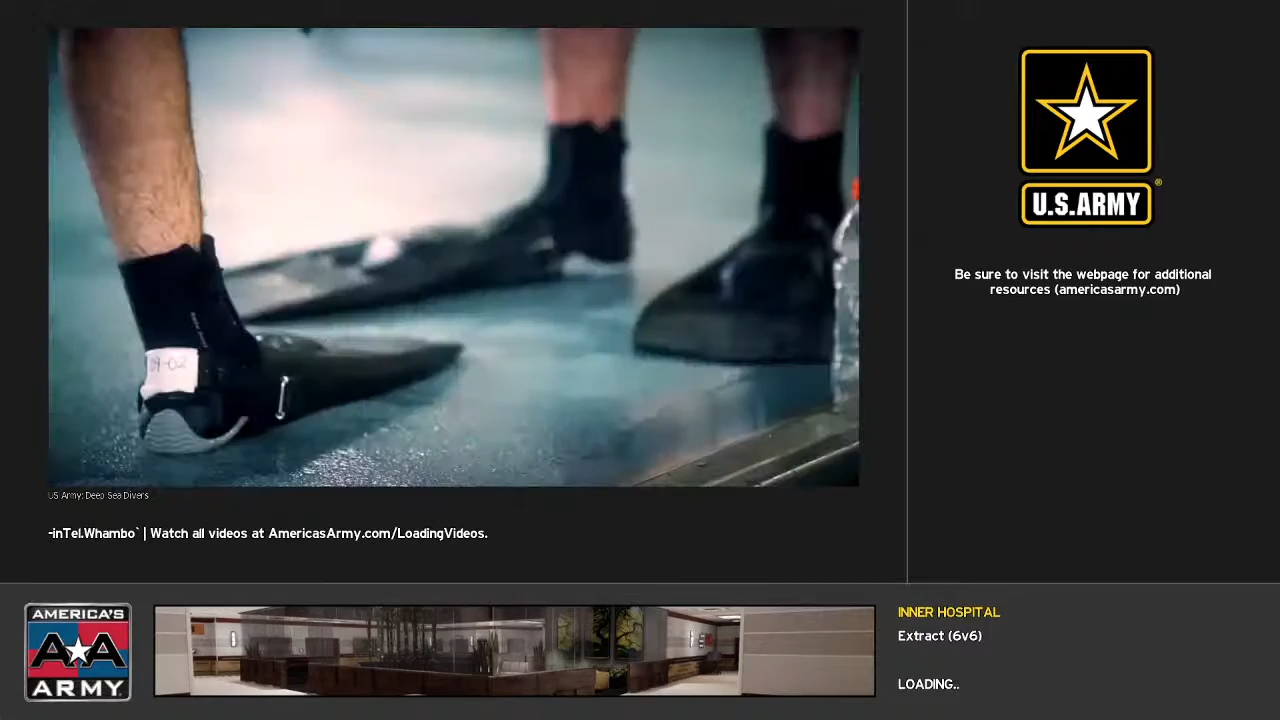 U.S.ARMY
®
Be sure to visit the webpage for additional
resources (americasarmy.com)
US Army: Deep Sea Divers
-inTel.Whambo` | Watch all videos at AmericasArmy.com/LoadingVideos.
AMERICA'S
AA
ARMY
INNER HOSPITAL
Extract (6v6)
LOADING..